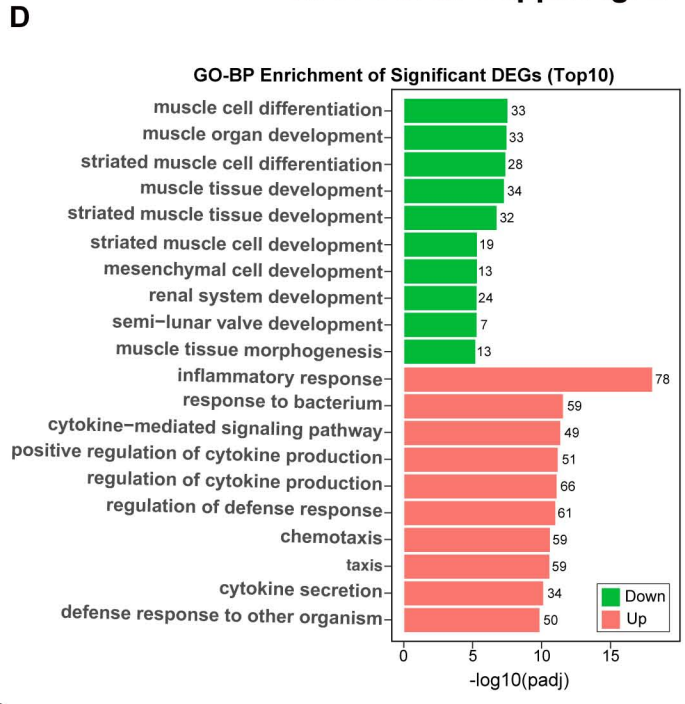 D
GO-BP Enrichment of Significant DEGs (Top10)
muscle cell differentiation 33
muscle organ development 33
striated muscle cell differentiation 28
muscle tissue development 34
striated muscle tissue development 32
striated muscle cell development 19
mesenchymal cell development 13
renal system development 24
semi−lunar valve development 7
muscle tissue morphogenesis 13
inflammatory response 78
response to bacterium 59
cytokine−mediated signaling pathway 49
positive regulation of cytokine production 51
regulation of cytokine production 66
regulation of defense response 61
chemotaxis 59
taxis 59
cytokine secretion 34
defense response to other organism 50
Down
Up
0 5 10 15
-log10(padj)